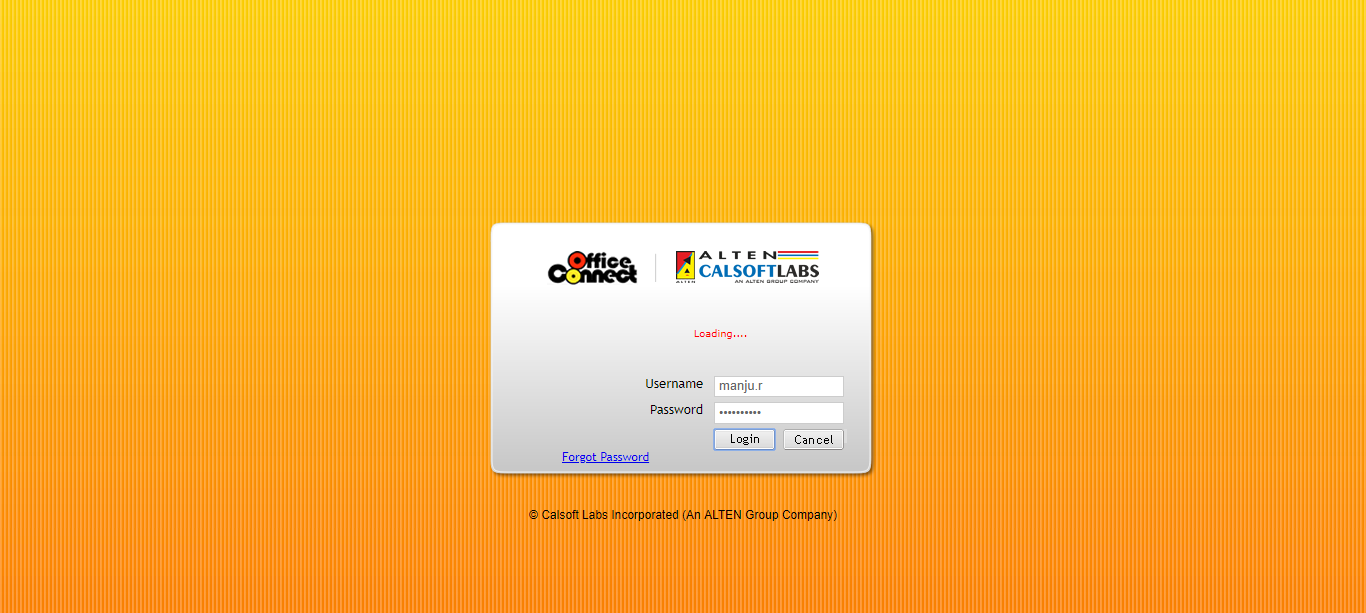 Office
Connect
ALTEN
CALSOFTLABS
AN ALTEN GROUP COMPANY
ALTEN
Loading....
Username manju.r
Password ••••••••••
Login Cancel
Forgot Password
© Calsoft Labs Incorporated (An ALTEN Group Company)